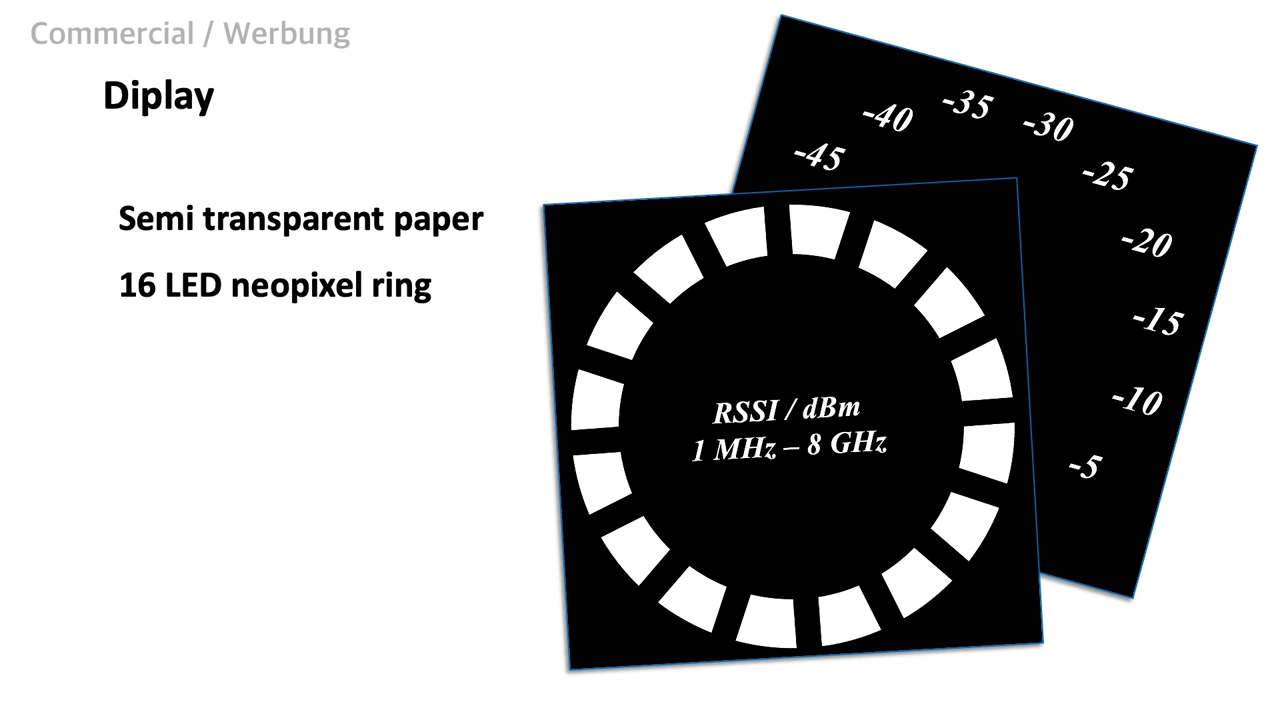 Commercial / Werbung
Diplay
Semi transparent paper
16 LED neopixel ring
-45
-40
-35
-30
-25
-20
-15
-10
-5
RSSI / dBm
1 MHz – 8 GHz